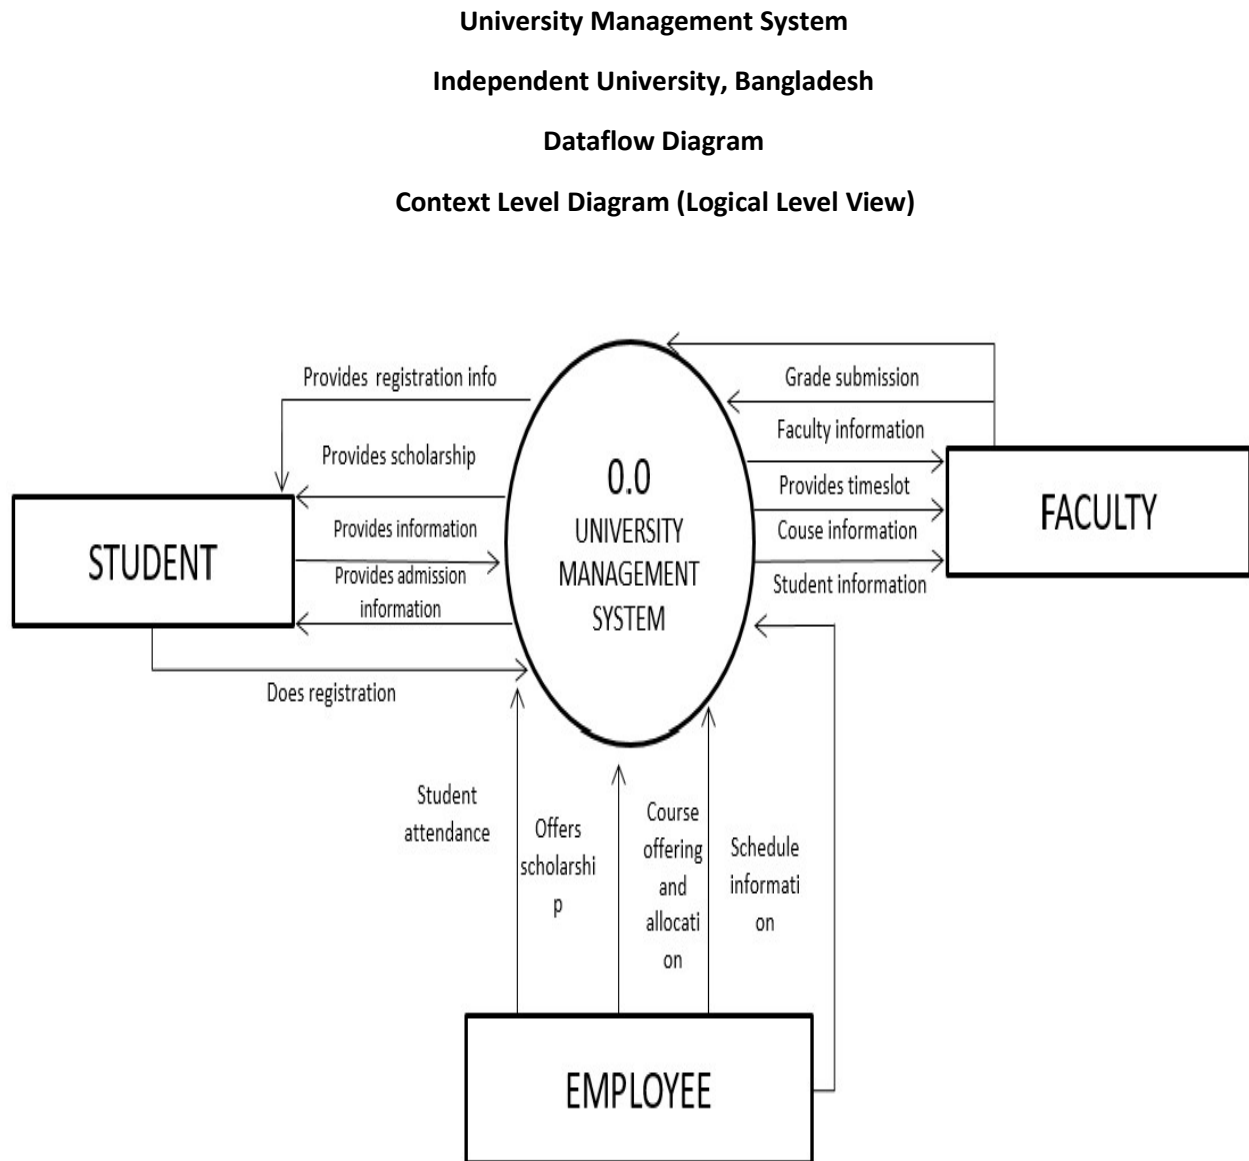 University Management System
Independent University, Bangladesh
Dataflow Diagram
Context Level Diagram (Logical Level View)
Provides registration info
Grade submission
Faculty information
Provides scholarship
Provides timeslot
Provides information
Couse information
Provides admission
information
Student information
STUDENT
0.0
UNIVERSITY
MANAGEMENT
SYSTEM
FACULTY
Does registration
Student
attendance
Offers
scholarshi
p
Course
offering
and
allocati
on
Schedule
informati
on
EMPLOYEE